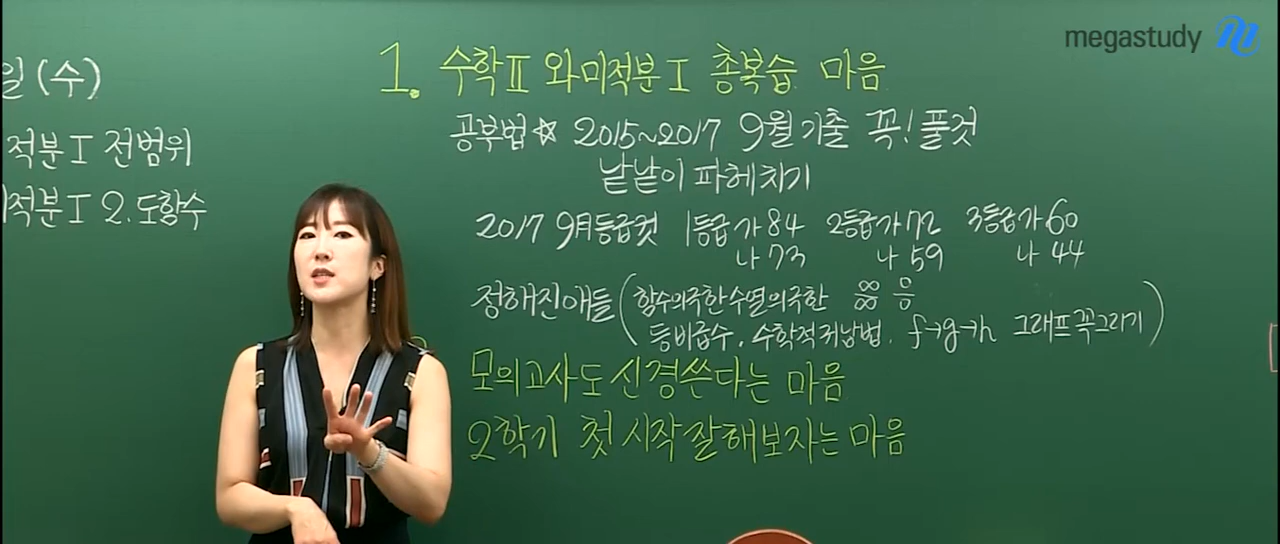 megastudy
일(수)
적분Ⅰ 전범위
적분Ⅰ 2. 도함수
1. 수학Ⅱ 와 미적분Ⅰ 총복습 마음
공부법☆ 2015~2017 9월 기출 꼭! 풀것
낱낱이 파헤치기
2017 9月 등급컷 1등급 가 84 2등급 가 72 3등급 가 60
나 73 나 59 나 44
정해진애들 (함수의극한 수열의극한 ∞/∞ 0/0
등비급수. 수학적귀납법. f→g→h 그래프꼭그리기)
모의고사도 신경쓴다는 마음
2학기 첫 시작 잘해보자는 마음